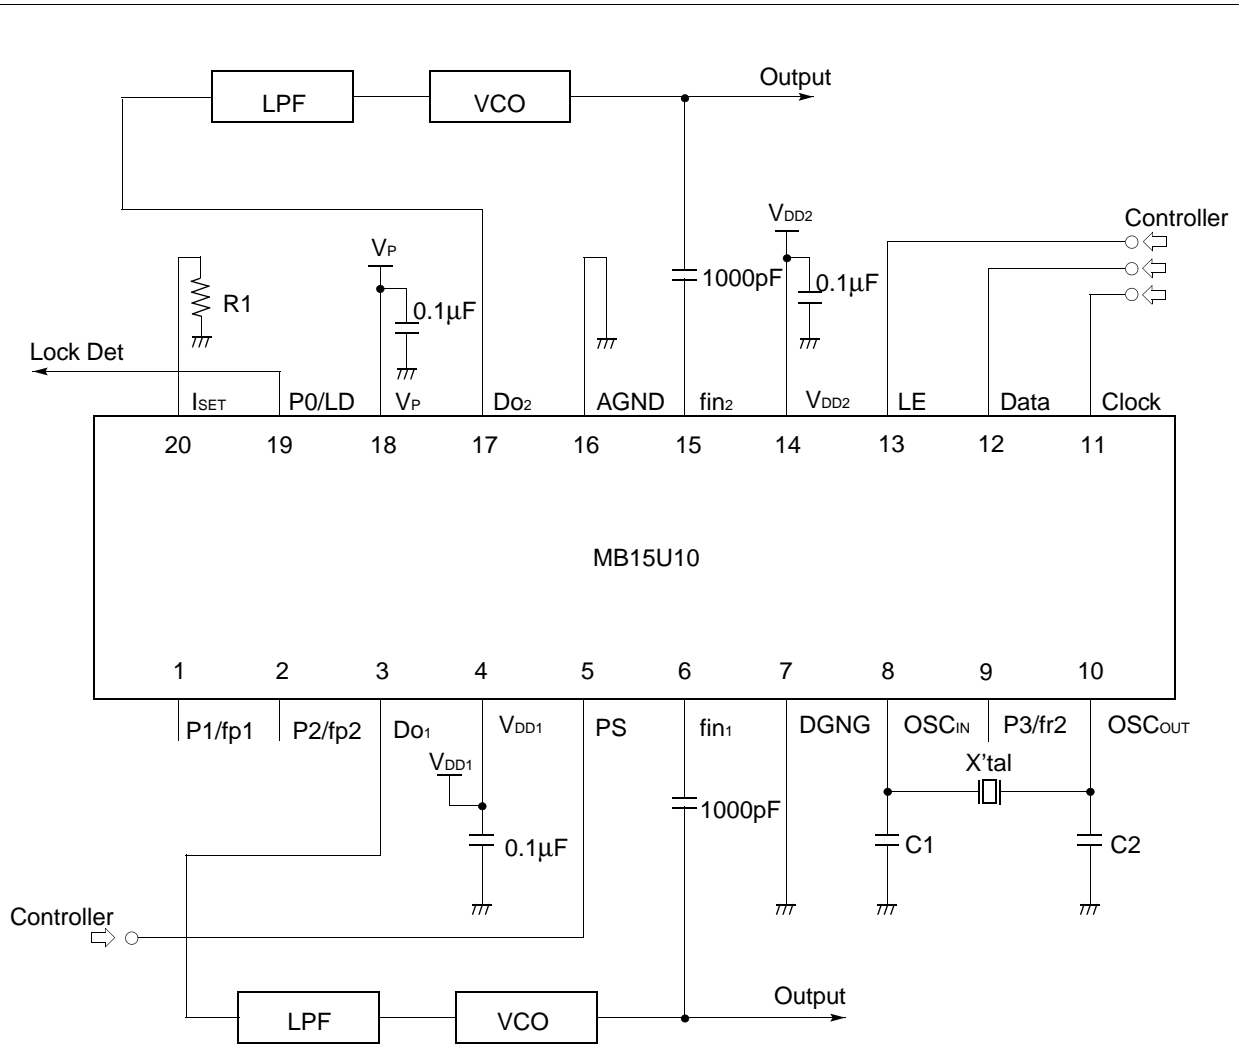 Output
LPF
VCO
VDD2
Controller
VP
1000pF
0.1μF
R1
0.1μF
Lock Det
ISET
P0/LD
VP
Do2
AGND
fin2
VDD2
LE
Data
Clock
20
19
18
17
16
15
14
13
12
11
MB15U10
1
2
3
4
5
6
7
8
9
10
P1/fp1
P2/fp2
Do1
VDD1
PS
fin1
DGNG
OSCIN
P3/fr2
OSCOUT
VDD1
X'tal
1000pF
0.1μF
C1
C2
Controller
Output
LPF
VCO